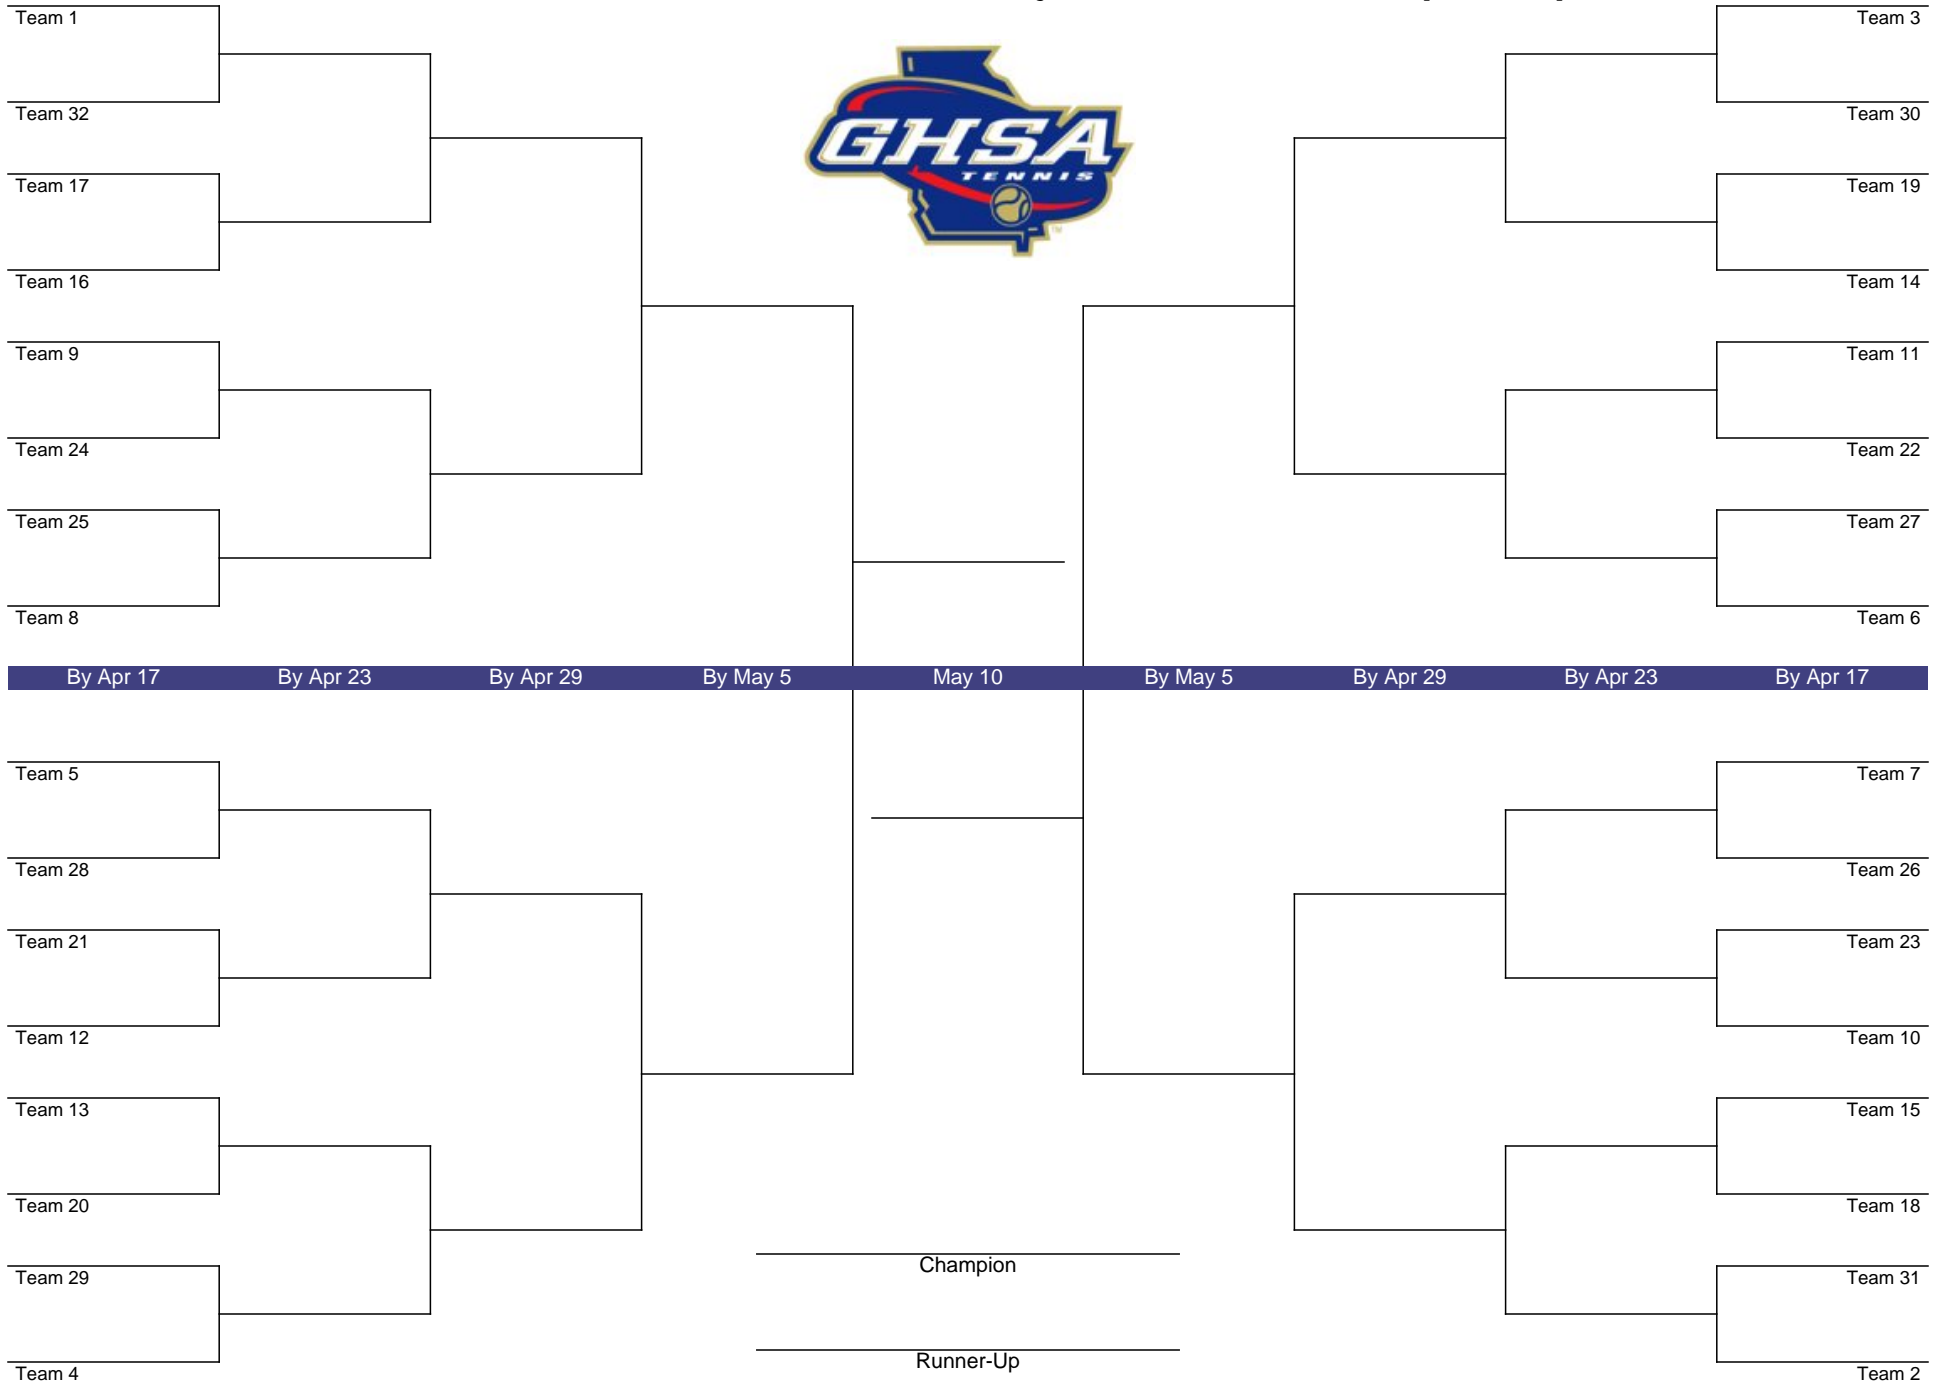 Team 1
Team 3
Team 32
Team 30
GHSA
TENNIS
TM
Team 17
Team 19
Team 16
Team 14
Team 9
Team 11
Team 24
Team 22
Team 25
Team 27
Team 8
Team 6
By Apr 17 By Apr 23 By Apr 29 By May 5 May 10 By May 5 By Apr 29 By Apr 23 By Apr 17
Team 5
Team 7
Team 28
Team 26
Team 21
Team 23
Team 12
Team 10
Team 13
Team 15
Team 20
Team 18
Champion
Team 29
Team 31
Runner-Up
Team 4
Team 2